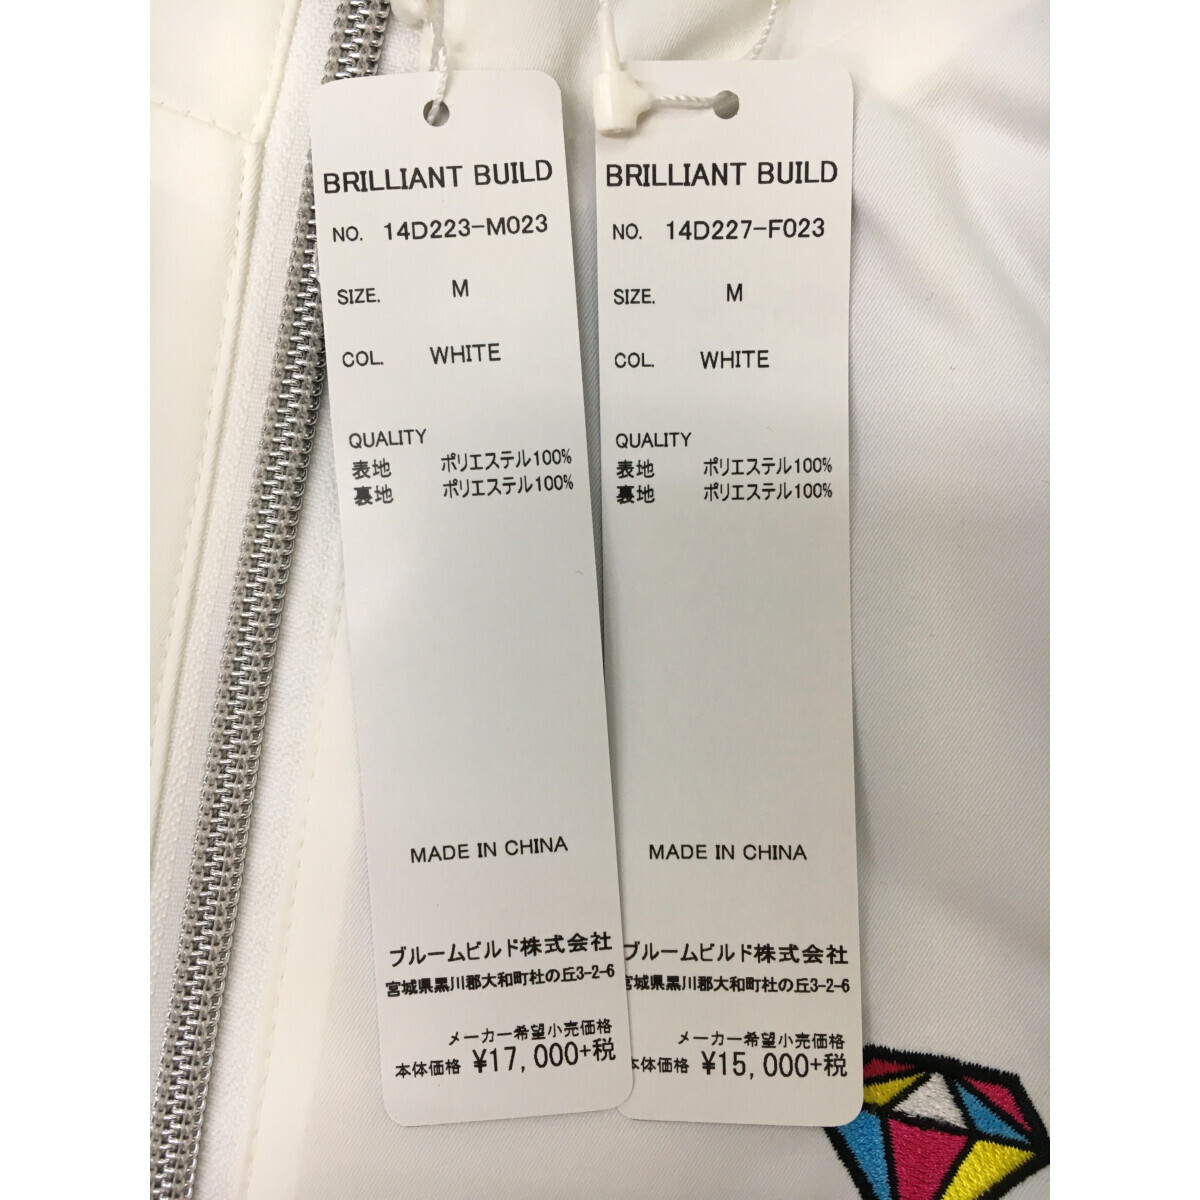 BRILLIANT BUILD
NO. 14D223-M023
SIZE. M
COL. WHITE
QUALITY
表地 ポリエステル100%
裏地 ポリエステル100%
MADE IN CHINA
ブルームビルド株式会社
宮城県黒川郡大和町杜の丘3-2-6
メーカー希望小売価格
本体価格 ¥17,000+税
BRILLIANT BUILD
NO. 14D227-F023
SIZE. M
COL. WHITE
QUALITY
表地 ポリエステル100%
裏地 ポリエステル100%
MADE IN CHINA
ブルームビルド株式会社
宮城県黒川郡大和町杜の丘3-2-6
メーカー希望小売価格
本体価格 ¥15,000+税